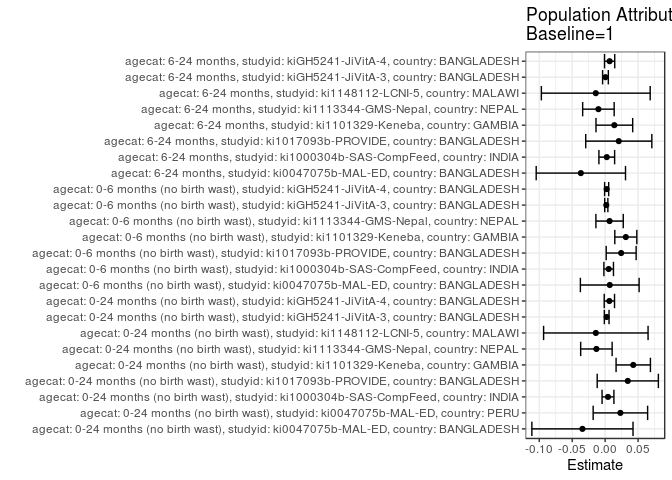 Population Attribut
Baseline=1
agecat: 6-24 months, studyid: kiGH5241-JiVitA-4, country: BANGLADESH
agecat: 6-24 months, studyid: kiGH5241-JiVitA-3, country: BANGLADESH
agecat: 6-24 months, studyid: ki1148112-LCNI-5, country: MALAWI
agecat: 6-24 months, studyid: ki1113344-GMS-Nepal, country: NEPAL
agecat: 6-24 months, studyid: ki1101329-Keneba, country: GAMBIA
agecat: 6-24 months, studyid: ki1017093b-PROVIDE, country: BANGLADESH
agecat: 6-24 months, studyid: ki1000304b-SAS-CompFeed, country: INDIA
agecat: 6-24 months, studyid: ki0047075b-MAL-ED, country: BANGLADESH
agecat: 0-6 months (no birth wast), studyid: kiGH5241-JiVitA-4, country: BANGLADESH
agecat: 0-6 months (no birth wast), studyid: kiGH5241-JiVitA-3, country: BANGLADESH
agecat: 0-6 months (no birth wast), studyid: ki1113344-GMS-Nepal, country: NEPAL
agecat: 0-6 months (no birth wast), studyid: ki1101329-Keneba, country: GAMBIA
agecat: 0-6 months (no birth wast), studyid: ki1017093b-PROVIDE, country: BANGLADESH
agecat: 0-6 months (no birth wast), studyid: ki1000304b-SAS-CompFeed, country: INDIA
agecat: 0-6 months (no birth wast), studyid: ki0047075b-MAL-ED, country: BANGLADESH
agecat: 0-24 months (no birth wast), studyid: kiGH5241-JiVitA-4, country: BANGLADESH
agecat: 0-24 months (no birth wast), studyid: kiGH5241-JiVitA-3, country: BANGLADESH
agecat: 0-24 months (no birth wast), studyid: ki1148112-LCNI-5, country: MALAWI
agecat: 0-24 months (no birth wast), studyid: ki1113344-GMS-Nepal, country: NEPAL
agecat: 0-24 months (no birth wast), studyid: ki1101329-Keneba, country: GAMBIA
agecat: 0-24 months (no birth wast), studyid: ki1017093b-PROVIDE, country: BANGLADESH
agecat: 0-24 months (no birth wast), studyid: ki1000304b-SAS-CompFeed, country: INDIA
agecat: 0-24 months (no birth wast), studyid: ki0047075b-MAL-ED, country: PERU
agecat: 0-24 months (no birth wast), studyid: ki0047075b-MAL-ED, country: BANGLADESH
-0.10 -0.05 0.00 0.05
Estimate